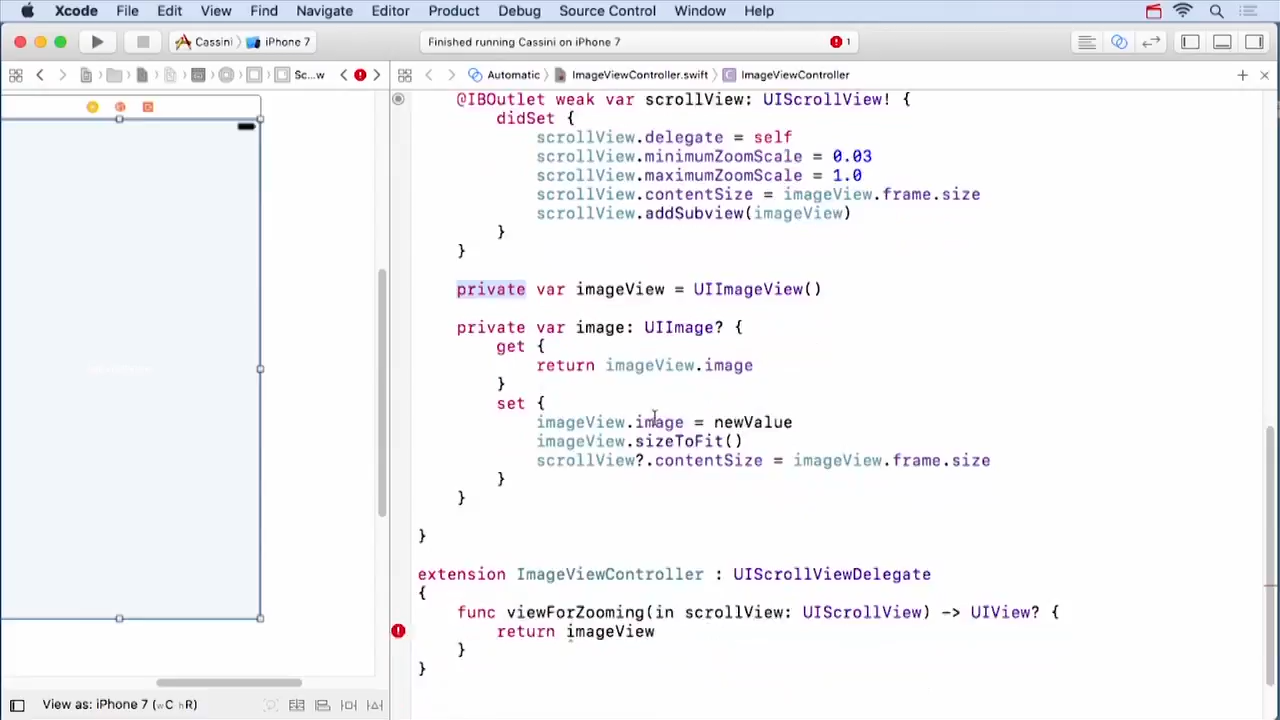 Xcode File Edit View Find Navigate Editor Product Debug Source Control Window Help
Cassini iPhone 7 Finished running Cassini on iPhone 7 1
Sc...w Automatic ImageViewController.swift ImageViewController
@IBOutlet weak var scrollView: UIScrollView! {
didSet {
scrollView.delegate = self
scrollView.minimumZoomScale = 0.03
scrollView.maximumZoomScale = 1.0
scrollView.contentSize = imageView.frame.size
scrollView.addSubview(imageView)
}
}
private var imageView = UIImageView()
private var image: UIImage? {
get {
return imageView.image
}
set {
imageView.image = newValue
imageView.sizeToFit()
scrollView?.contentSize = imageView.frame.size
}
}
}
extension ImageViewController : UIScrollViewDelegate
{
func viewForZooming(in scrollView: UIScrollView) -> UIView? {
return imageView
}
}
View as: iPhone 7 (wC hR)